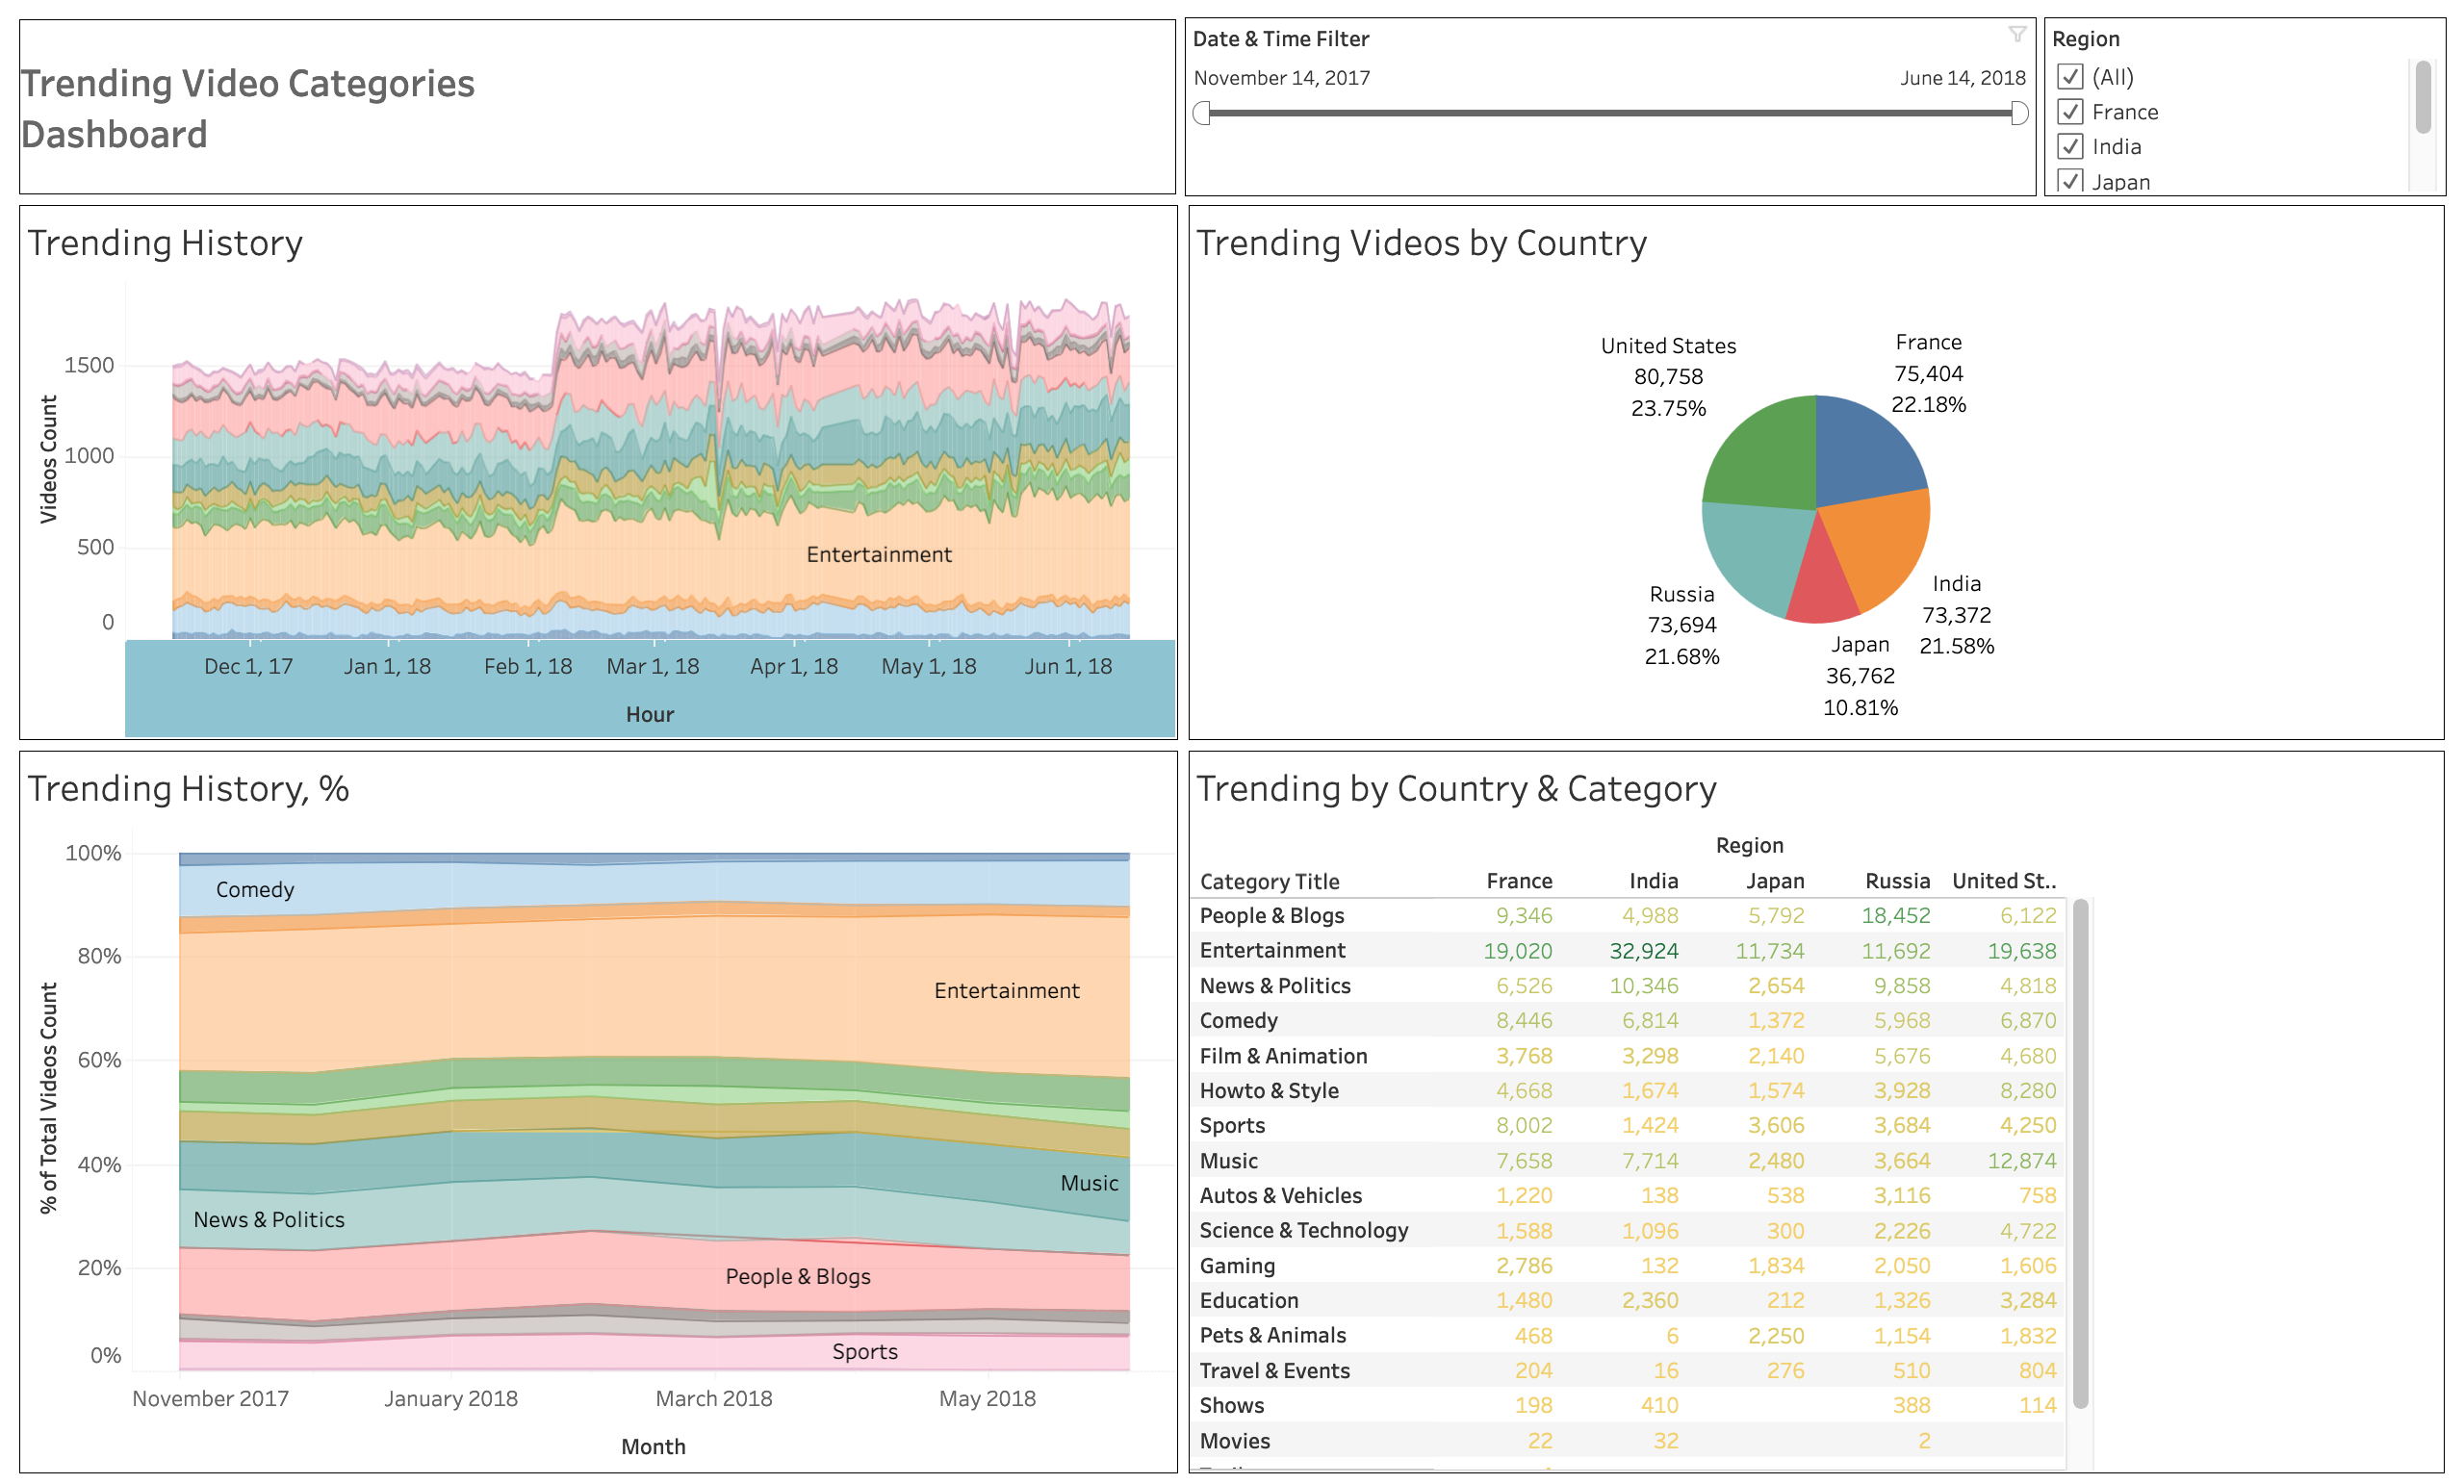 Trending Video Categories
Dashboard
Date & Time Filter
November 14, 2017 June 14, 2018
Region
(All)
France
India
Japan
Trending History
Videos Count
1500
1000
500
0
Entertainment
Dec 1, 17 Jan 1, 18 Feb 1, 18 Mar 1, 18 Apr 1, 18 May 1, 18 Jun 1, 18
Hour
Trending Videos by Country
United States
80,758
23.75%
France
75,404
22.18%
India
73,372
21.58%
Japan
36,762
10.81%
Russia
73,694
21.68%
Trending History, %
% of Total Videos Count
100%
80%
60%
40%
20%
0%
Comedy
Entertainment
Music
News & Politics
People & Blogs
Sports
November 2017 January 2018 March 2018 May 2018
Month
Trending by Country & Category
Region
Category Title France India Japan Russia United St..
People & Blogs 9,346 4,988 5,792 18,452 6,122
Entertainment 19,020 32,924 11,734 11,692 19,638
News & Politics 6,526 10,346 2,654 9,858 4,818
Comedy 8,446 6,814 1,372 5,968 6,870
Film & Animation 3,768 3,298 2,140 5,676 4,680
Howto & Style 4,668 1,674 1,574 3,928 8,280
Sports 8,002 1,424 3,606 3,684 4,250
Music 7,658 7,714 2,480 3,664 12,874
Autos & Vehicles 1,220 138 538 3,116 758
Science & Technology 1,588 1,096 300 2,226 4,722
Gaming 2,786 132 1,834 2,050 1,606
Education 1,480 2,360 212 1,326 3,284
Pets & Animals 468 6 2,250 1,154 1,832
Travel & Events 204 16 276 510 804
Shows 198 410 388 114
Movies 22 32 2